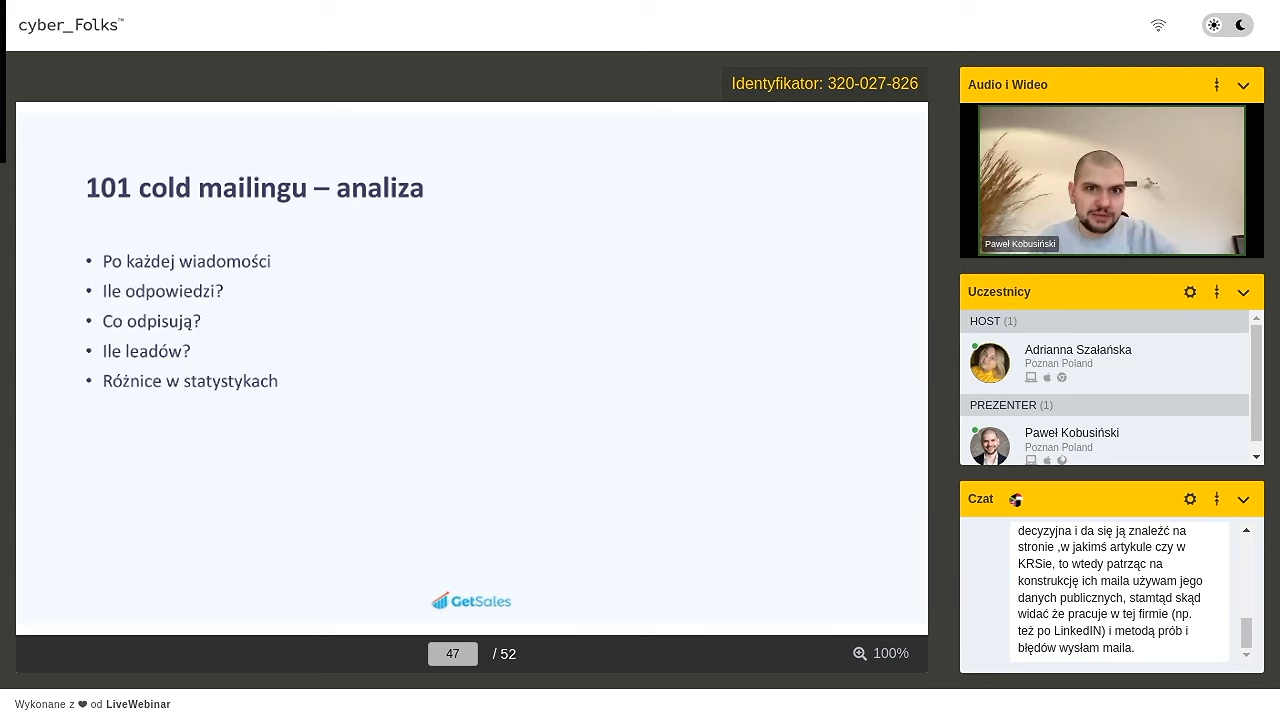 cyber_Folks™
Identyfikator: 320-027-826
101 cold mailingu – analiza
• Po każdej wiadomości
• Ile odpowiedzi?
• Co odpisują?
• Ile leadów?
• Różnice w statystykach
GetSales
47 / 52
100%
Audio i Wideo
Paweł Kobusiński
Uczestnicy
HOST (1)
Adrianna Szałańska
Poznan Poland
PREZENTER (1)
Paweł Kobusiński
Poznan Poland
Czat
decyzyjna i da się ją znaleźć na
stronie ,w jakimś artykule czy w
KRSie, to wtedy patrząc na
konstrukcję ich maila używam jego
danych publicznych, stamtąd skąd
widać że pracuje w tej firmie (np.
też po LinkedIN) i metodą prób i
błędów wysłam maila.
Wykonane z ❤ od LiveWebinar